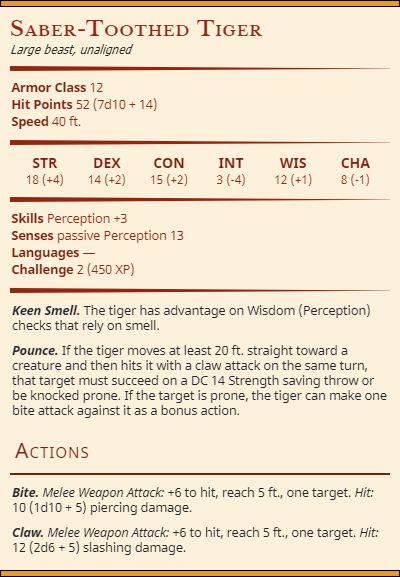 Saber-Toothed Tiger
Large beast, unaligned
Armor Class 12
Hit Points 52 (7d10 + 14)
Speed 40 ft.
STR DEX CON INT WIS CHA
18 (+4) 14 (+2) 15 (+2) 3 (-4) 12 (+1) 8 (-1)
Skills Perception +3
Senses passive Perception 13
Languages —
Challenge 2 (450 XP)
Keen Smell. The tiger has advantage on Wisdom (Perception)
checks that rely on smell.
Pounce. If the tiger moves at least 20 ft. straight toward a
creature and then hits it with a claw attack on the same turn,
that target must succeed on a DC 14 Strength saving throw or
be knocked prone. If the target is prone, the tiger can make one
bite attack against it as a bonus action.
Actions
Bite. Melee Weapon Attack: +6 to hit, reach 5 ft., one target. Hit:
10 (1d10 + 5) piercing damage.
Claw. Melee Weapon Attack: +6 to hit, reach 5 ft., one target. Hit:
12 (2d6 + 5) slashing damage.